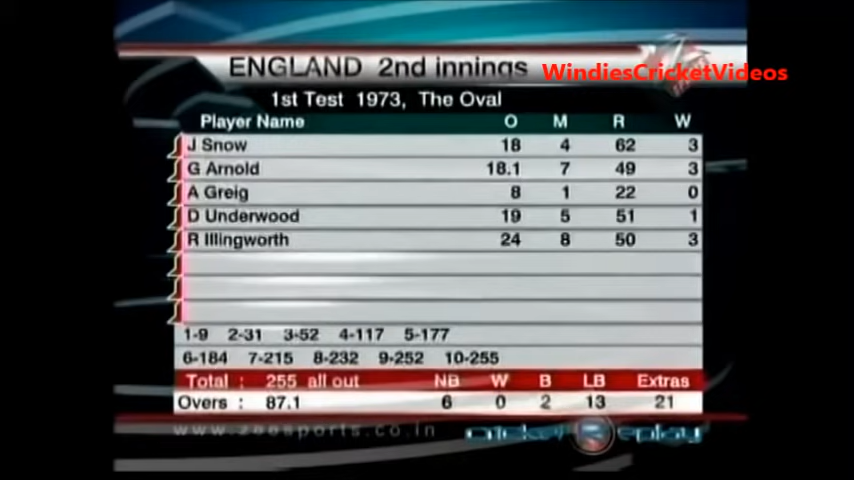 ENGLAND 2nd innings
WindiesCricketVideos
1st Test 1973, The Oval
Player Name O M R W
J Snow 18 4 62 3
G Arnold 18.1 7 49 3
A Greig 8 1 22 0
D Underwood 19 5 51 1
R Illingworth 24 8 50 3
1-9 2-31 3-52 4-117 5-177
6-184 7-215 8-232 9-252 10-255
Total : 255 all out NB W B LB Extras
Overs : 87.1 6 0 2 13 21
www.zeesports.co.in cricket Replay